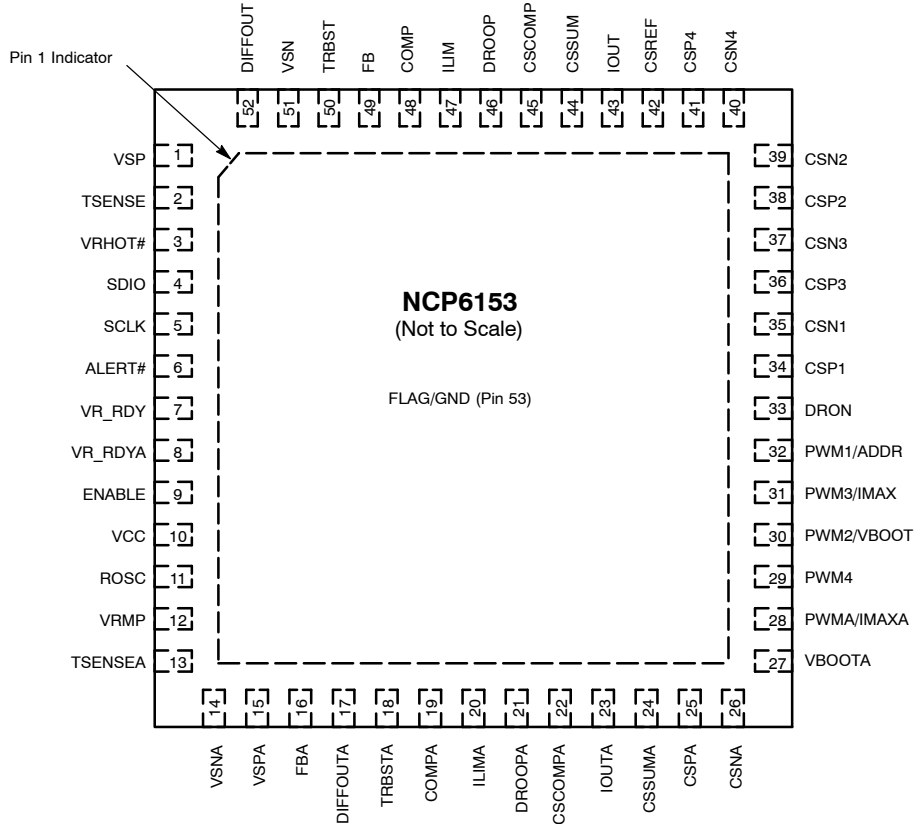 Pin 1 Indicator
DIFFOUT
VSN
TRBST
FB
COMP
ILIM
DROOP
CSCOMP
CSSUM
IOUT
CSREF
CSP4
CSN4
52
51
50
49
48
47
46
45
44
43
42
41
40
VSP 1
TSENSE 2
VRHOT# 3
SDIO 4
SCLK 5
ALERT# 6
VR_RDY 7
VR_RDYA 8
ENABLE 9
VCC 10
ROSC 11
VRMP 12
TSENSEA 13
NCP6153
(Not to Scale)
FLAG/GND (Pin 53)
39 CSN2
38 CSP2
37 CSN3
36 CSP3
35 CSN1
34 CSP1
33 DRON
32 PWM1/ADDR
31 PWM3/IMAX
30 PWM2/VBOOT
29 PWM4
28 PWMA/IMAXA
27 VBOOTA
14
15
16
17
18
19
20
21
22
23
24
25
26
VSNA
VSPA
FBA
DIFFOUTA
TRBSTA
COMPA
ILIMA
DROOPA
CSCOMPA
IOUTA
CSSUMA
CSPA
CSNA